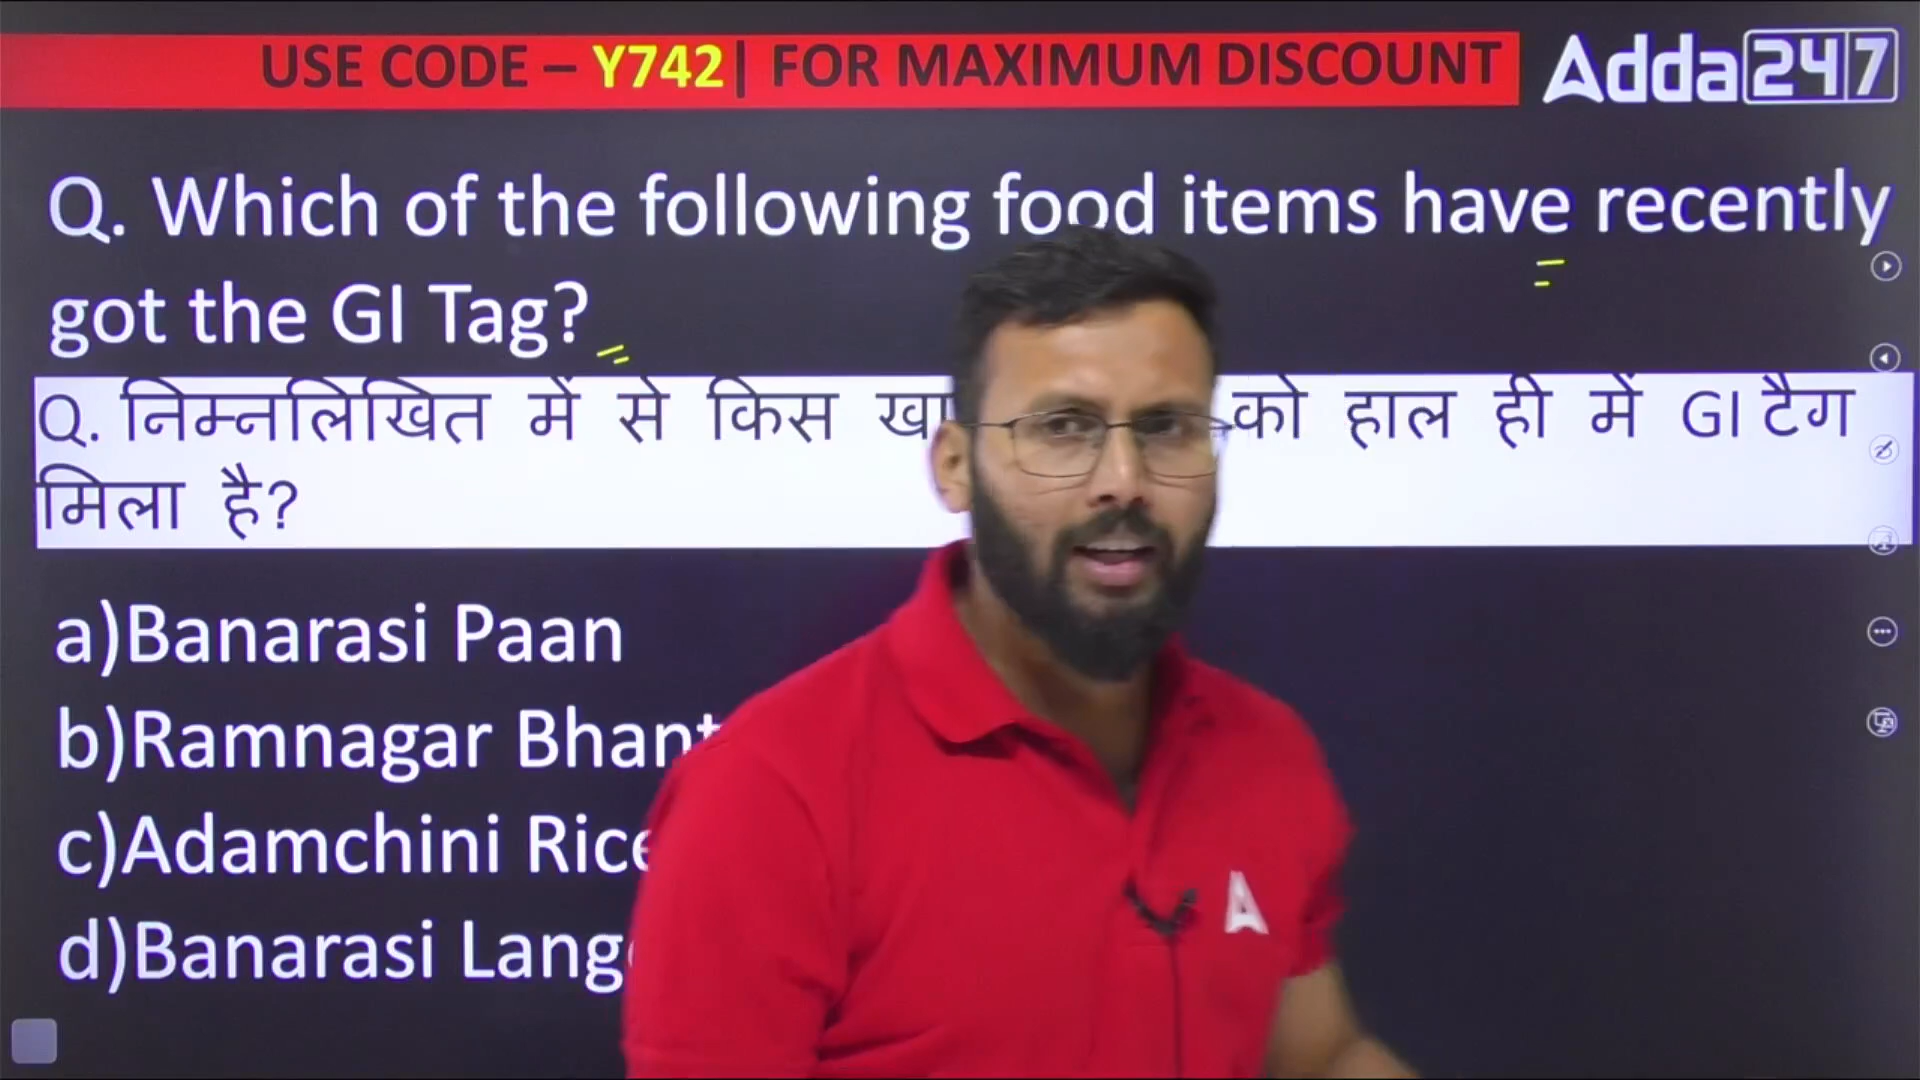 USE CODE – Y742| FOR MAXIMUM DISCOUNT
Adda247
Q. Which of the following food items have recently
got the GI Tag?
Q. निम्नलिखित में से किस को हाल ही में GI टैग
मिला है?
a)Banarasi Paan
b)Ramnagar
c)Adamchini Rice
d)Banarasi
A